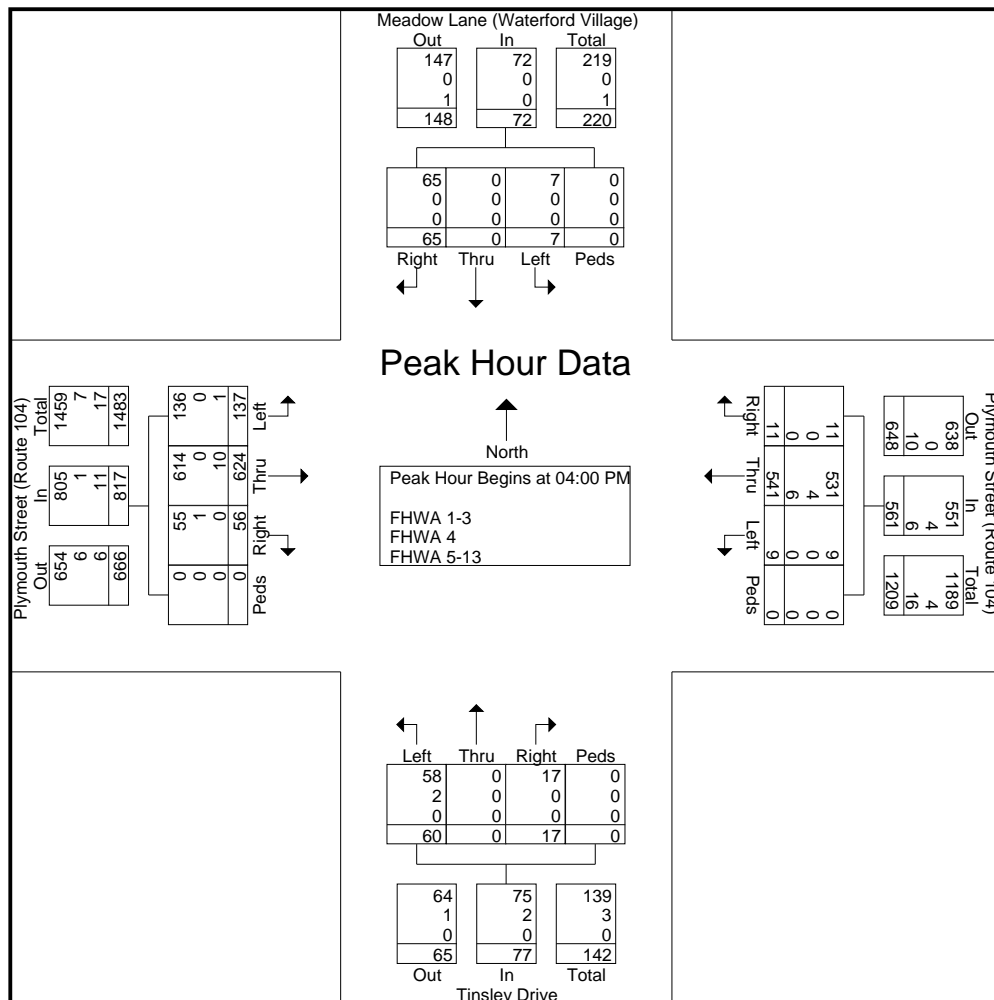 Meadow Lane (Waterford Village)
Out In Total
147 72 219
0 0 0
1 0 1
148 72 220
65 0 7 0
0 0 0 0
0 0 0 0
65 0 7 0
Right Thru Left Peds
Peak Hour Data
North
Peak Hour Begins at 04:00 PM
FHWA 1-3
FHWA 4
FHWA 5-13
Plymouth Street (Route 104)
Out In Total
654 805 1459
6 1 7
6 11 17
666 817 1483
Left Thru Right Peds
136 614 55 0
0 0 1 0
1 10 0 0
137 624 56 0
Plymouth Street (Route 104)
Out In Total
638 551 1189
0 4 4
10 6 16
648 561 1209
Right Thru Left Peds
11 531 9 0
0 4 0 0
0 6 0 0
11 541 9 0
Left Thru Right Peds
58 0 17 0
2 0 0 0
0 0 0 0
60 0 17 0
64 75 139
1 2 3
0 0 0
65 77 142
Out In Total
Tinsley Drive